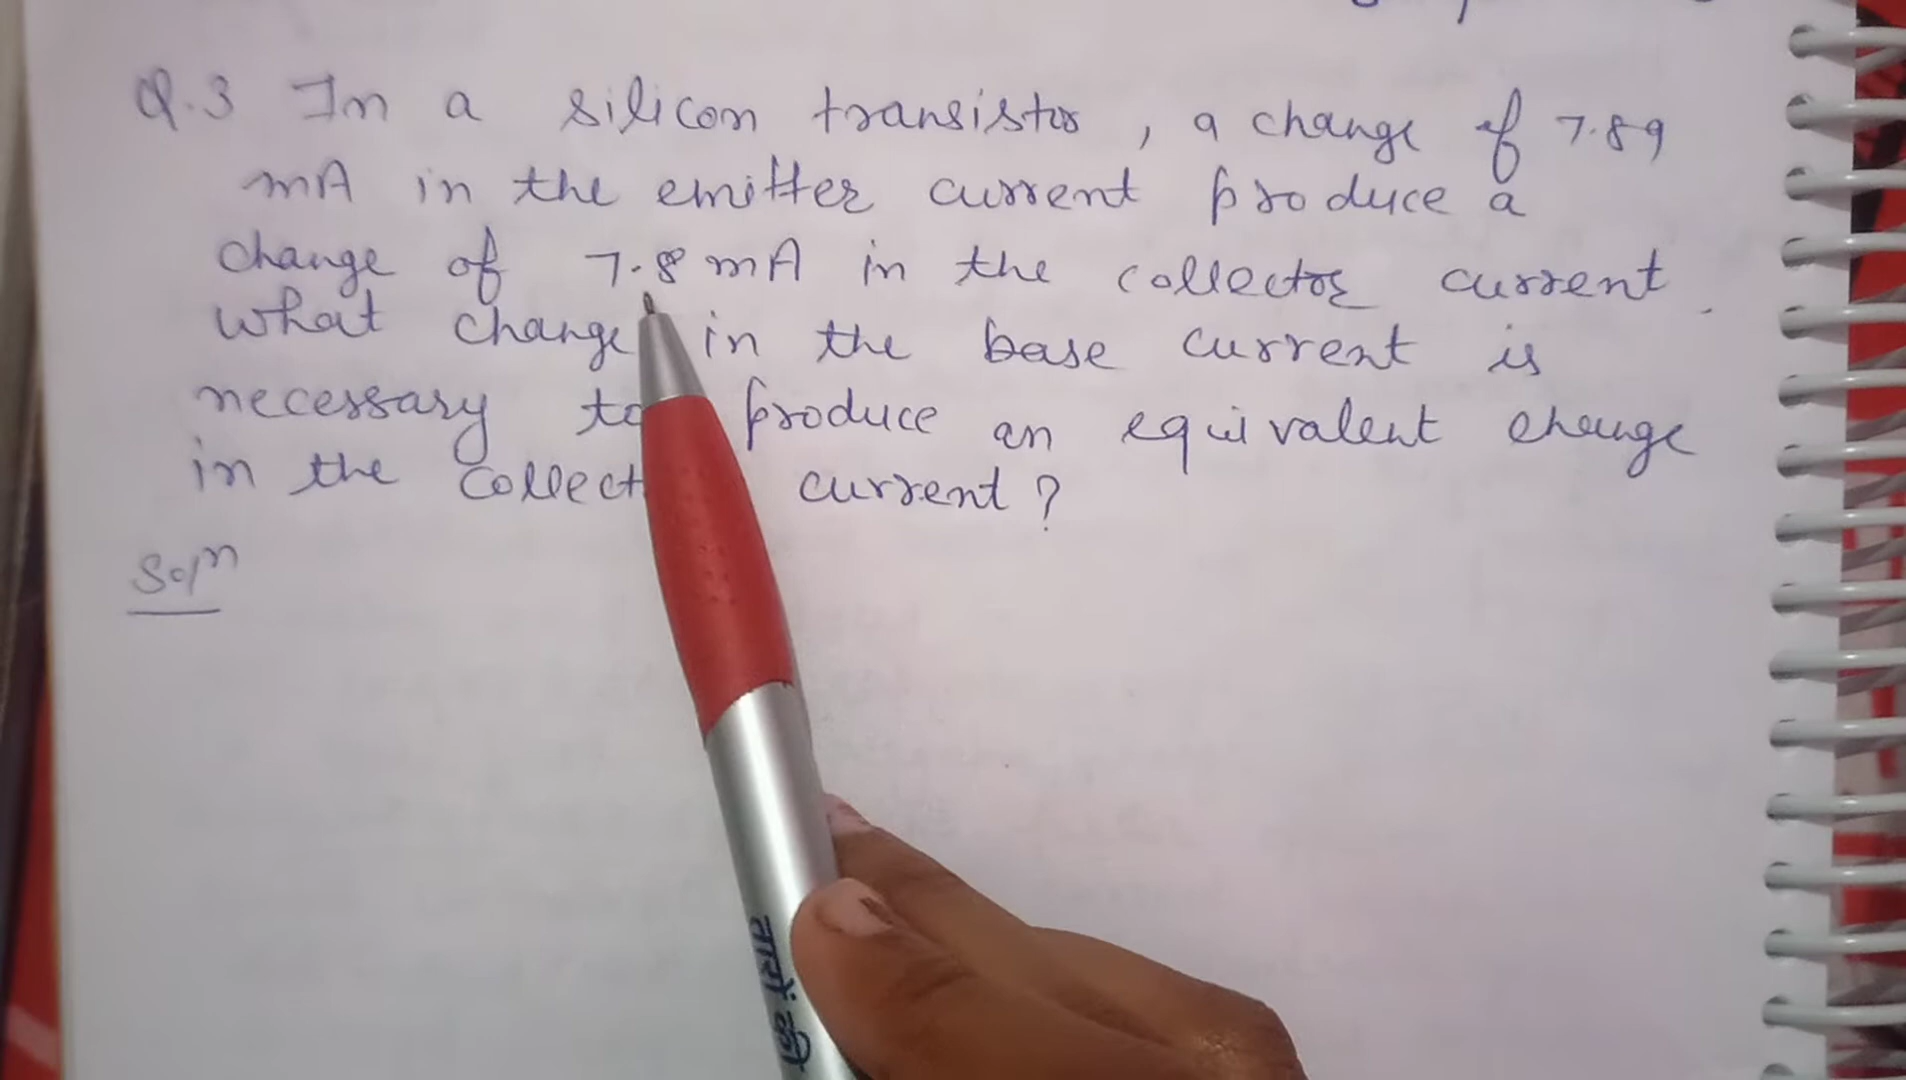 Q.3 In a silicon transistor, a change of 7.89
mA in the emitter current produce a
change of 7.8 mA in the collector current.
What change in the base current is
necessary to produce an equivalent change
in the collect current?
Solⁿ